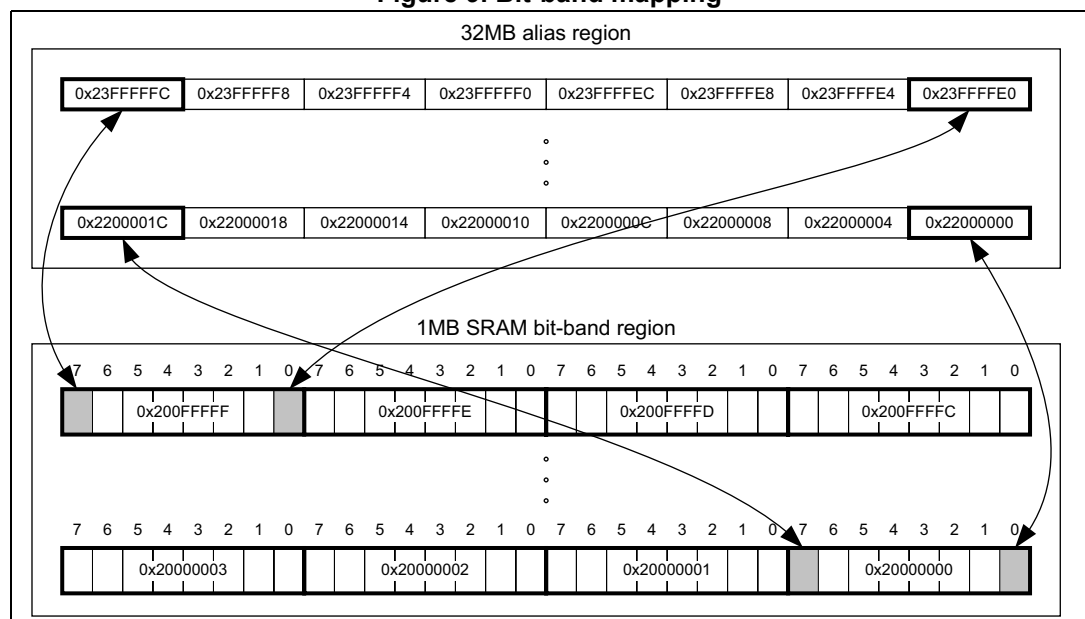 32MB alias region
0x23FFFFFC 0x23FFFFF8 0x23FFFFF4 0x23FFFFF0 0x23FFFFEC 0x23FFFFE8 0x23FFFFE4 0x23FFFFE0
0x2200001C 0x22000018 0x22000014 0x22000010 0x2200000C 0x22000008 0x22000004 0x22000000
1MB SRAM bit-band region
7 6 5 4 3 2 1 0 7 6 5 4 3 2 1 0 7 6 5 4 3 2 1 0 7 6 5 4 3 2 1 0
0x200FFFFF 0x200FFFFE 0x200FFFFD 0x200FFFFC
7 6 5 4 3 2 1 0 7 6 5 4 3 2 1 0 7 6 5 4 3 2 1 0 7 6 5 4 3 2 1 0
0x20000003 0x20000002 0x20000001 0x20000000